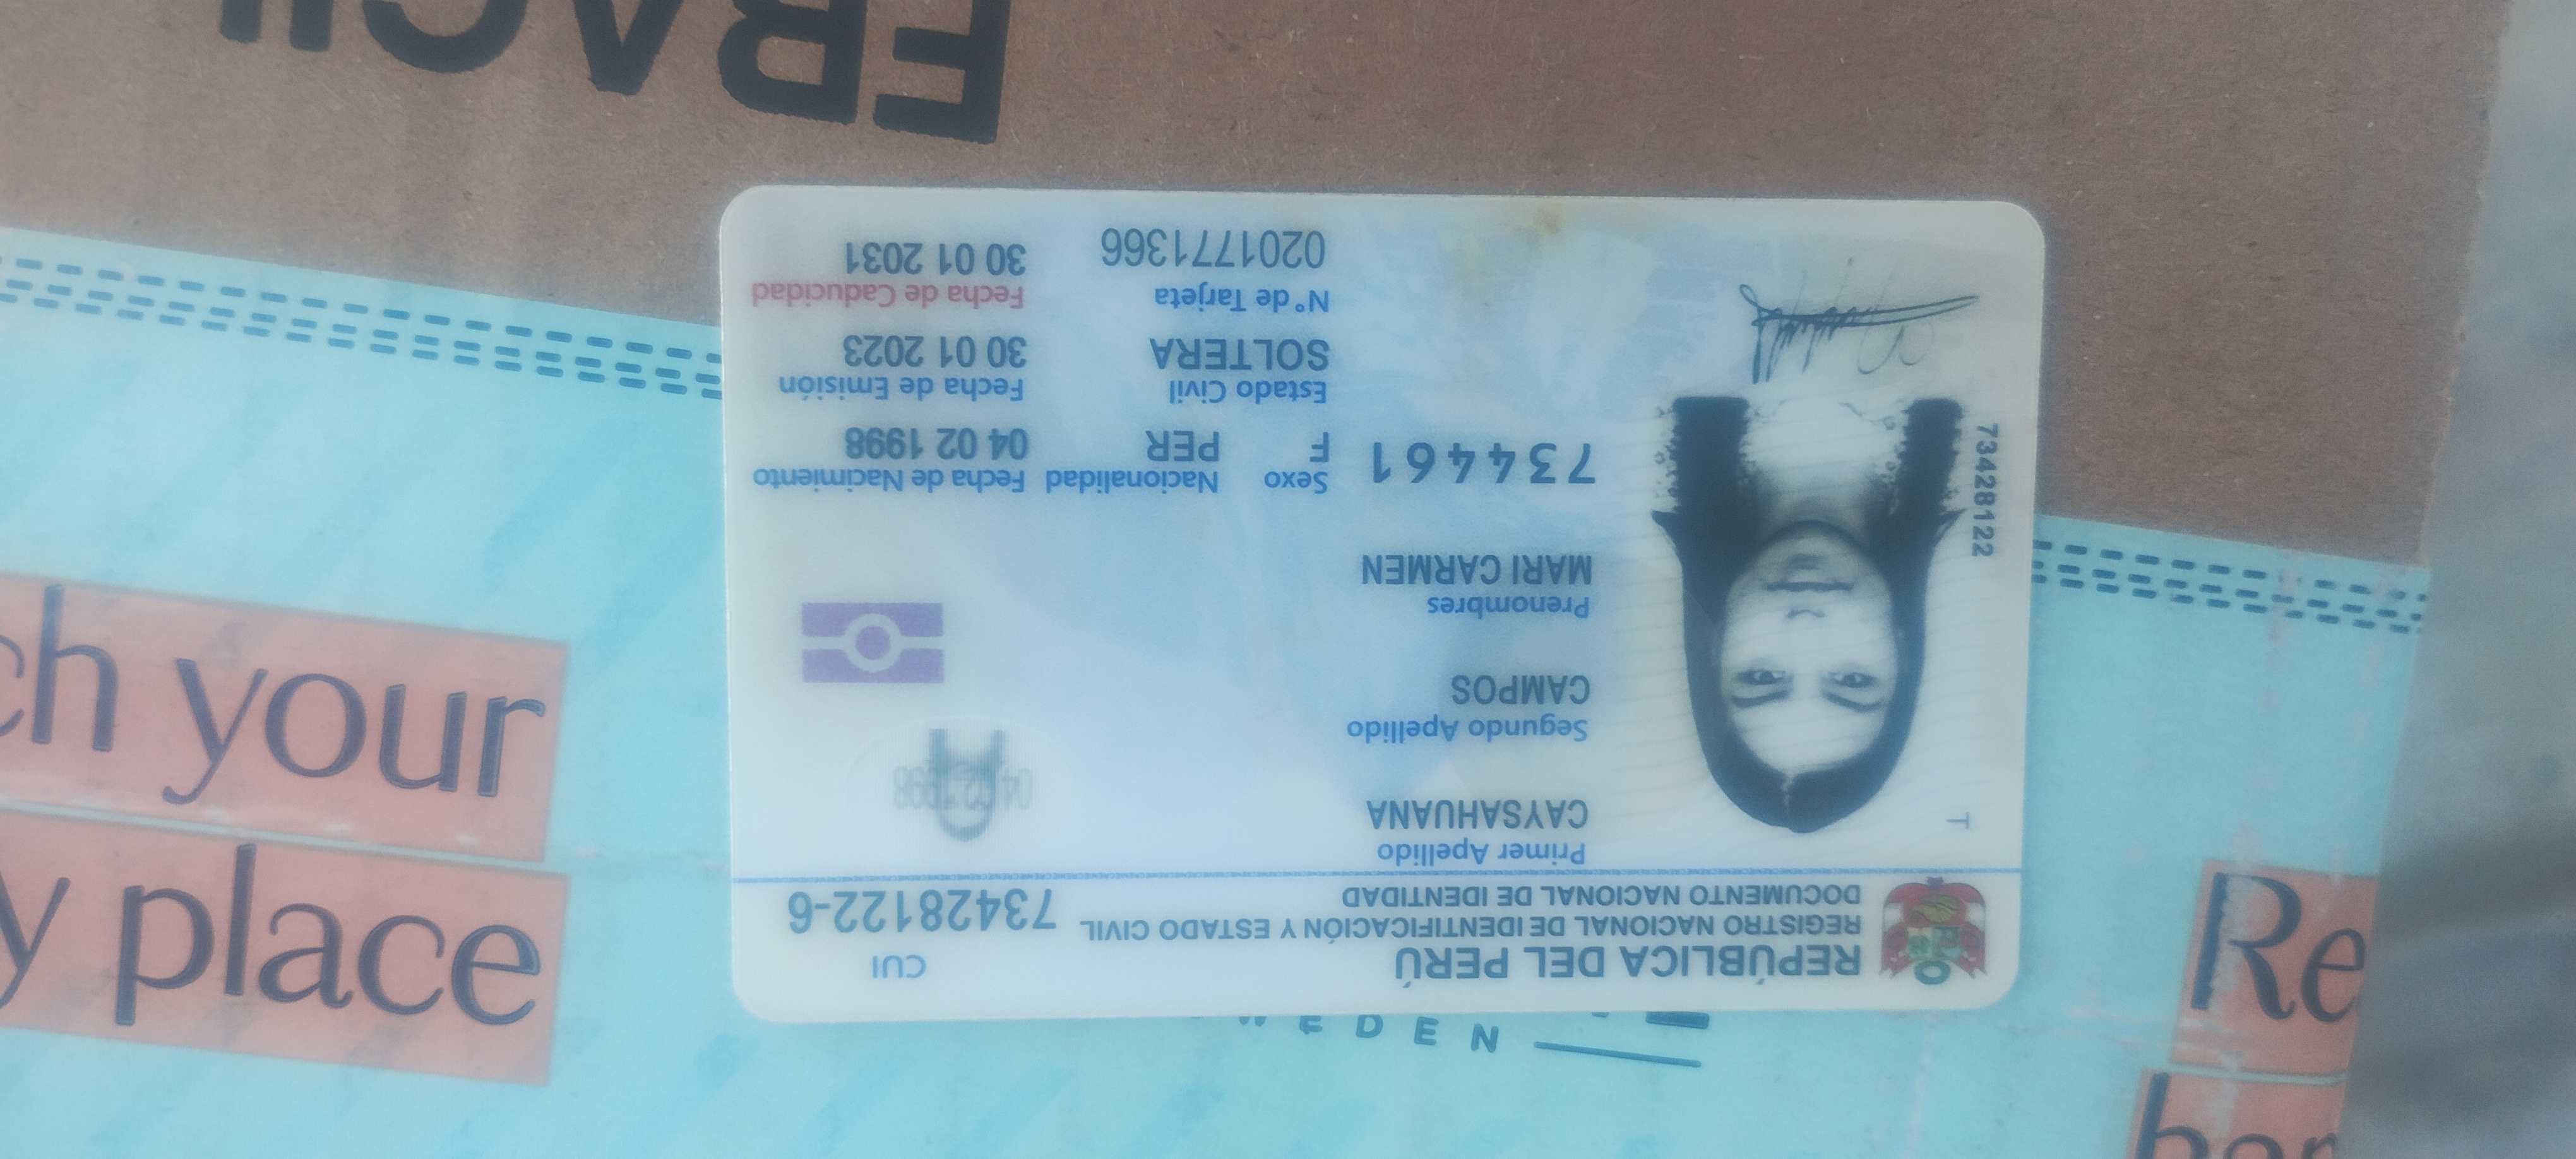 REPÚBLICA DEL PERÚ
REGISTRO NACIONAL DE IDENTIFICACIÓN Y ESTADO CIVIL
DOCUMENTO NACIONAL DE IDENTIDAD
CUI
73428122-6
Primer Apellido
CAYSAHUANA
Segundo Apellido
CAMPOS
Prenombres
MARI CARMEN
T
73428122
734461
04 02 1998
Sexo Nacionalidad Fecha de Nacimiento
F PER 04 02 1998
Estado Civil Fecha de Emisión
SOLTERA 30 01 2023
N° de Tarjeta Fecha de Caducidad
0201771366 30 01 2031
your
place
Re